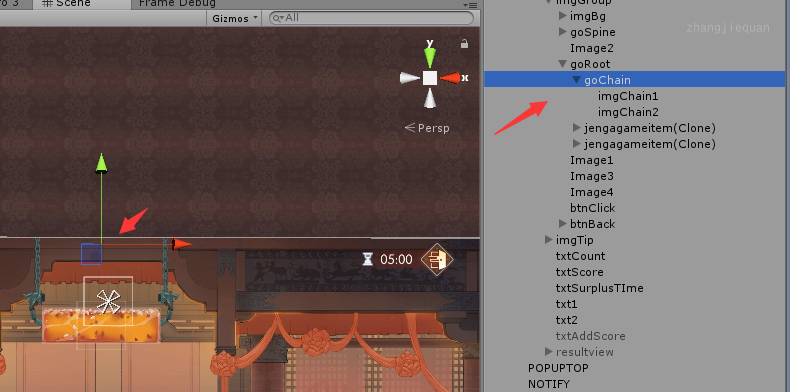 ro 3
Scene
Frame Debug
Gizmos
All
y
x
Persp
05:00
imgGroup
imgBg
goSpine
Image2
goRoot
goChain
imgChain1
imgChain2
jengagameitem(Clone)
jengagameitem(Clone)
Image1
Image3
Image4
btnClick
btnBack
imgTip
txtCount
txtScore
txtSurplusTIme
txt1
txt2
txtAddScore
resultview
POPUPTOP
NOTIFY
zhangjiequan